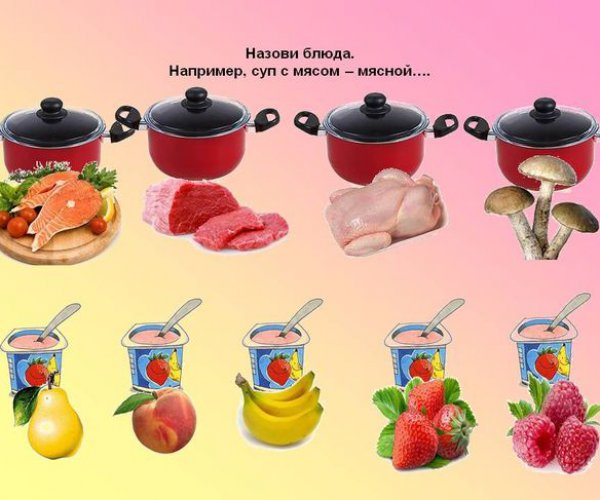 Назови блюда.
Например, суп с мясом – мясной….